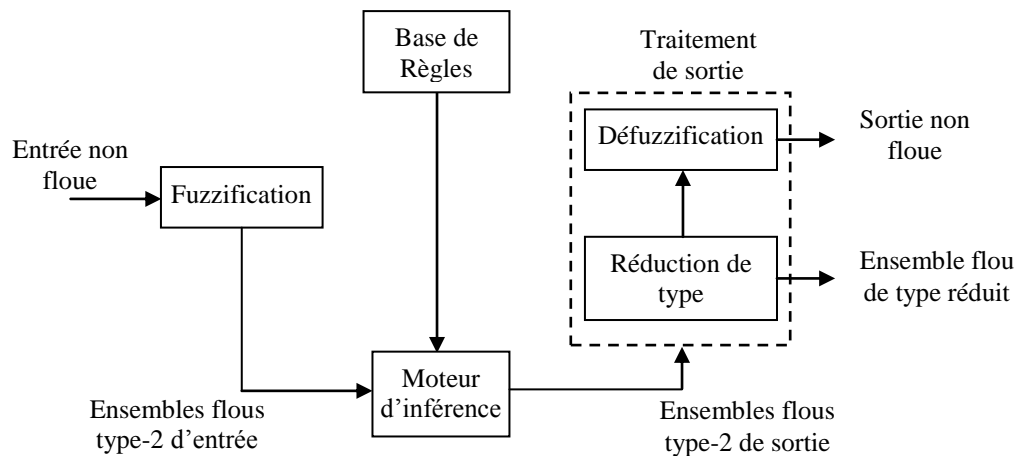 Base de
Règles
Traitement
de sortie
Défuzzification
Sortie non
floue
Entrée non
floue
Fuzzification
Réduction de
type
Ensemble flou
de type réduit
Moteur
d’inférence
Ensembles flous
type-2 d’entrée
Ensembles flous
type-2 de sortie